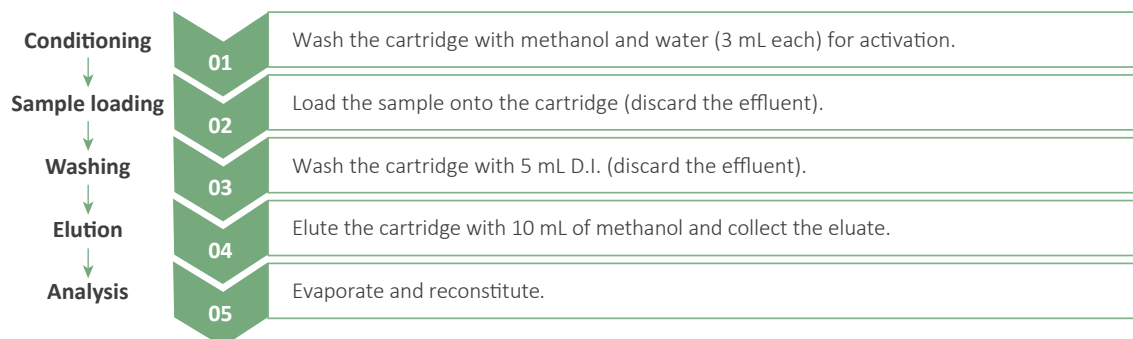 Conditioning
01
Wash the cartridge with methanol and water (3 mL each) for activation.
Sample loading
02
Load the sample onto the cartridge (discard the effluent).
Washing
03
Wash the cartridge with 5 mL D.I. (discard the effluent).
Elution
04
Elute the cartridge with 10 mL of methanol and collect the eluate.
Analysis
05
Evaporate and reconstitute.